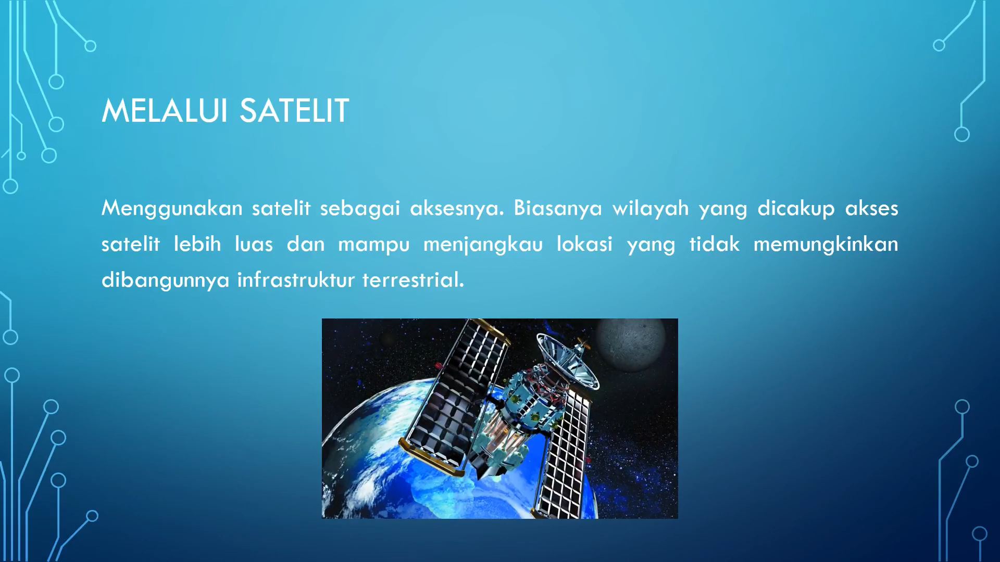 MELALUI SATELIT
Menggunakan satelit sebagai aksesnya. Biasanya wilayah yang dicakup akses
satelit lebih luas dan mampu menjangkau lokasi yang tidak memungkinkan
dibangunnya infrastruktur terrestrial.